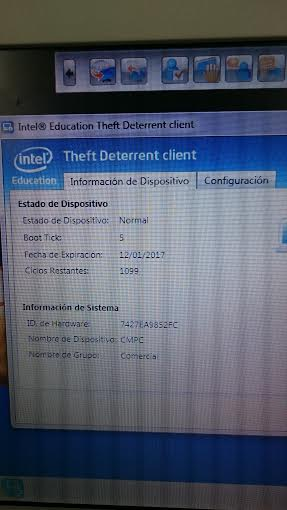 Intel® Education Theft Deterrent client
intel Theft Deterrent client
Education Información de Dispositivo Configuración
Estado de Dispositivo
Estado de Dispositivo: Normal
Boot Tick: 5
Fecha de Expiracion: 12/01/2017
Ciclos Restantes: 1099
Información de Sistema
ID. de Hardware: 7427EA9852FC
Nombre de Dispositivo: CMPC
Nombre de Grupo: Comercial